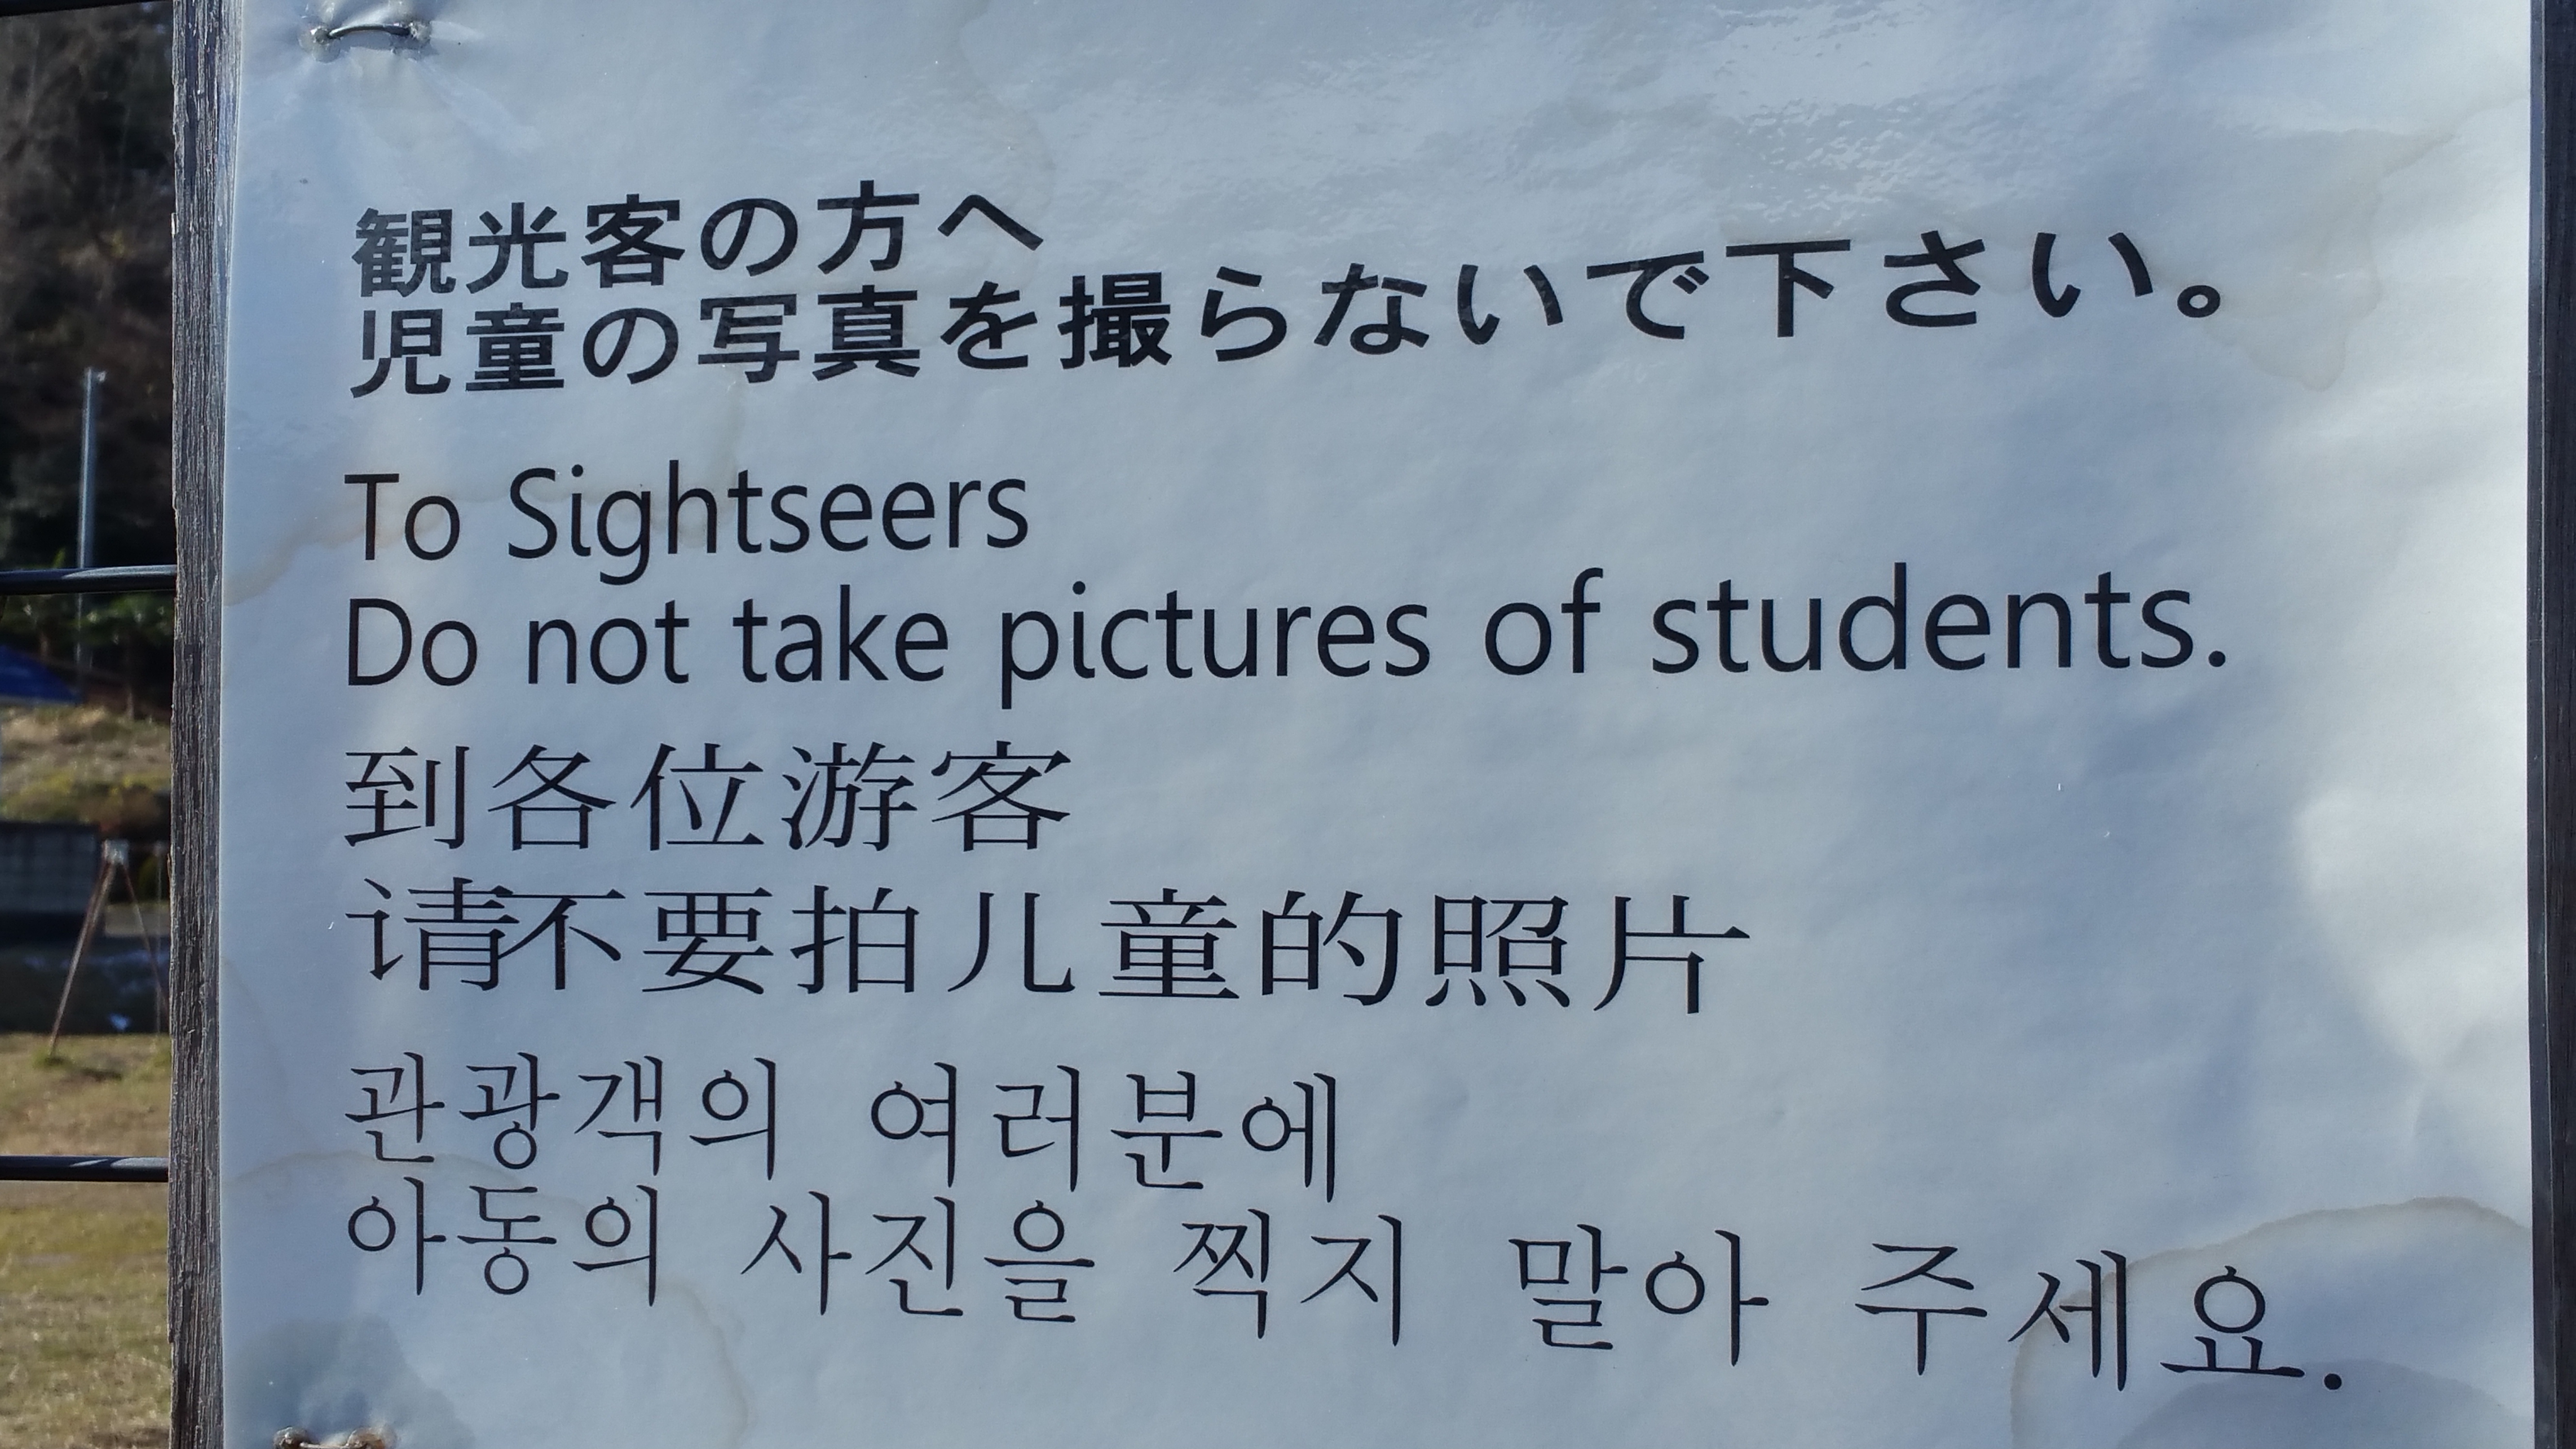 観光客の方へ
児童の写真を撮らないで下さい。
To Sightseers
Do not take pictures of students.
到各位游客
请不要拍儿童的照片
관광객의 여러분에
아동의 사진을 찍지 말아 주세요.